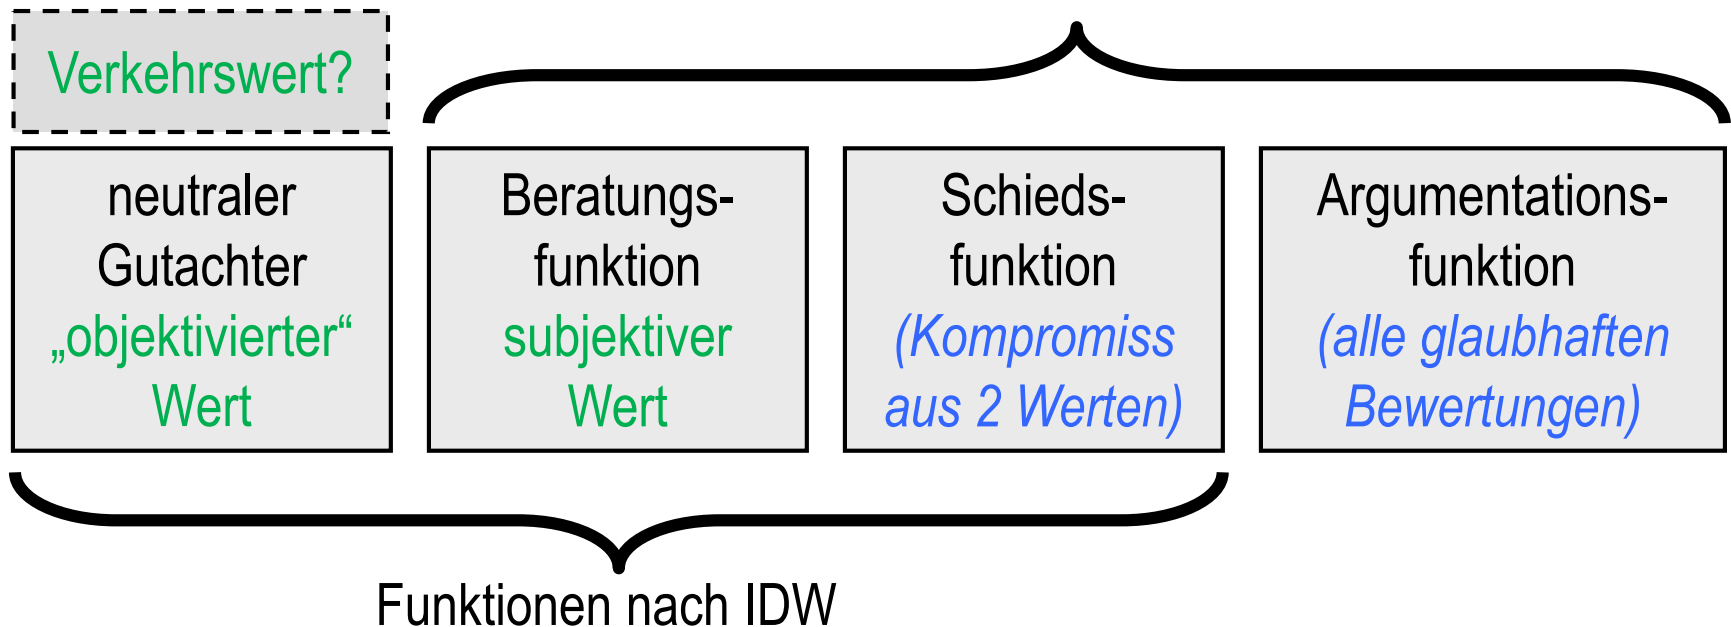 Verkehrswert?
neutraler
Gutachter
„objektivierter“
Wert
Beratungs-
funktion
subjektiver
Wert
Schieds-
funktion
(Kompromiss
aus 2 Werten)
Argumentations-
funktion
(alle glaubhaften
Bewertungen)
Funktionen nach IDW